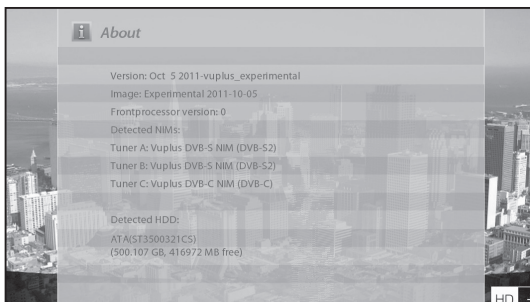 About
Version: Oct 5 2011-vuplus_experimental
Image: Experimental 2011-10-05
Frontprocessor version: 0
Detected NIMs:
Tuner A: Vuplus DVB-S NIM (DVB-S2)
Tuner B: Vuplus DVB-S NIM (DVB-S2)
Tuner C: Vuplus DVB-C NIM (DVB-C)
Detected HDD:
ATA(ST3500321CS)
(500.107 GB, 416972 MB free)
HD